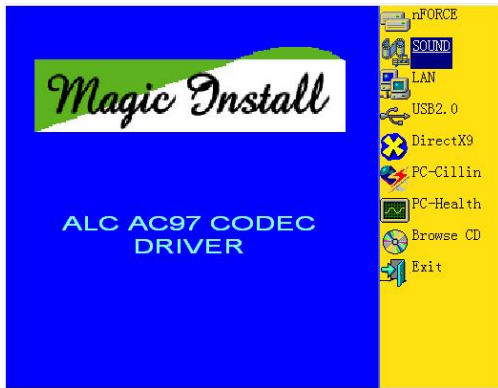 Magic Install
ALC AC97 CODEC
DRIVER
nFORCE
SOUND
LAN
USB2.0
DirectX9
PC-Cillin
PC-Health
Browse CD
Exit